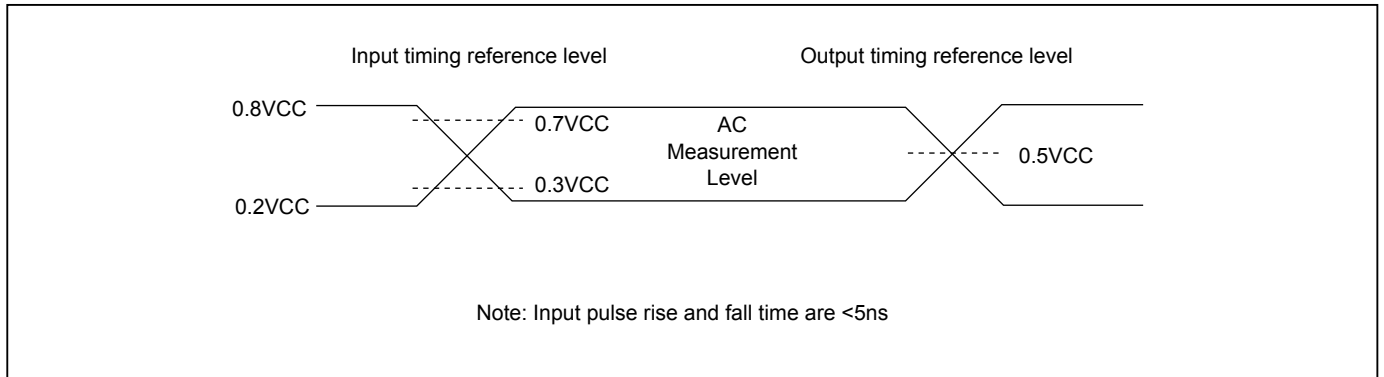 Input timing reference level
Output timing reference level
0.8VCC
0.7VCC
AC
Measurement
Level
0.5VCC
0.3VCC
0.2VCC
Note: Input pulse rise and fall time are <5ns